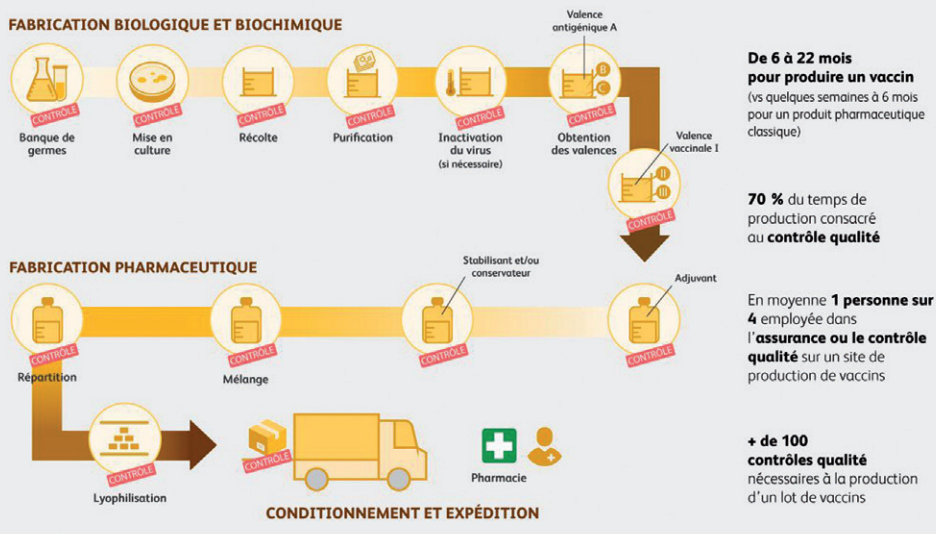 FABRICATION BIOLOGIQUE ET BIOCHIMIQUE
Valence
antigénique A
B
C
CONTRÔLE
CONTRÔLE
CONTRÔLE
CONTRÔLE
CONTRÔLE
CONTRÔLE
Banque de
germes
Mise en
culture
Récolte
Purification
Inactivation
du virus
(si nécessaire)
Obtention
des valences
Valence
vaccinale I
II
III
CONTRÔLE
De 6 à 22 mois
pour produire un vaccin
(vs quelques semaines à 6 mois
pour un produit pharmaceutique
classique)
70 % du temps de
production consacré
au contrôle qualité
FABRICATION PHARMACEUTIQUE
Stabilisant et/ou
conservateur
Adjuvant
CONTRÔLE
CONTRÔLE
CONTRÔLE
CONTRÔLE
Répartition
Mélange
En moyenne 1 personne sur
4 employée dans
l'assurance ou le contrôle
qualité sur un site de
production de vaccins
CONTRÔLE
Lyophilisation
CONTRÔLE
Pharmacie
CONDITIONNEMENT ET EXPÉDITION
+ de 100
contrôles qualité
nécessaires à la production
d'un lot de vaccins